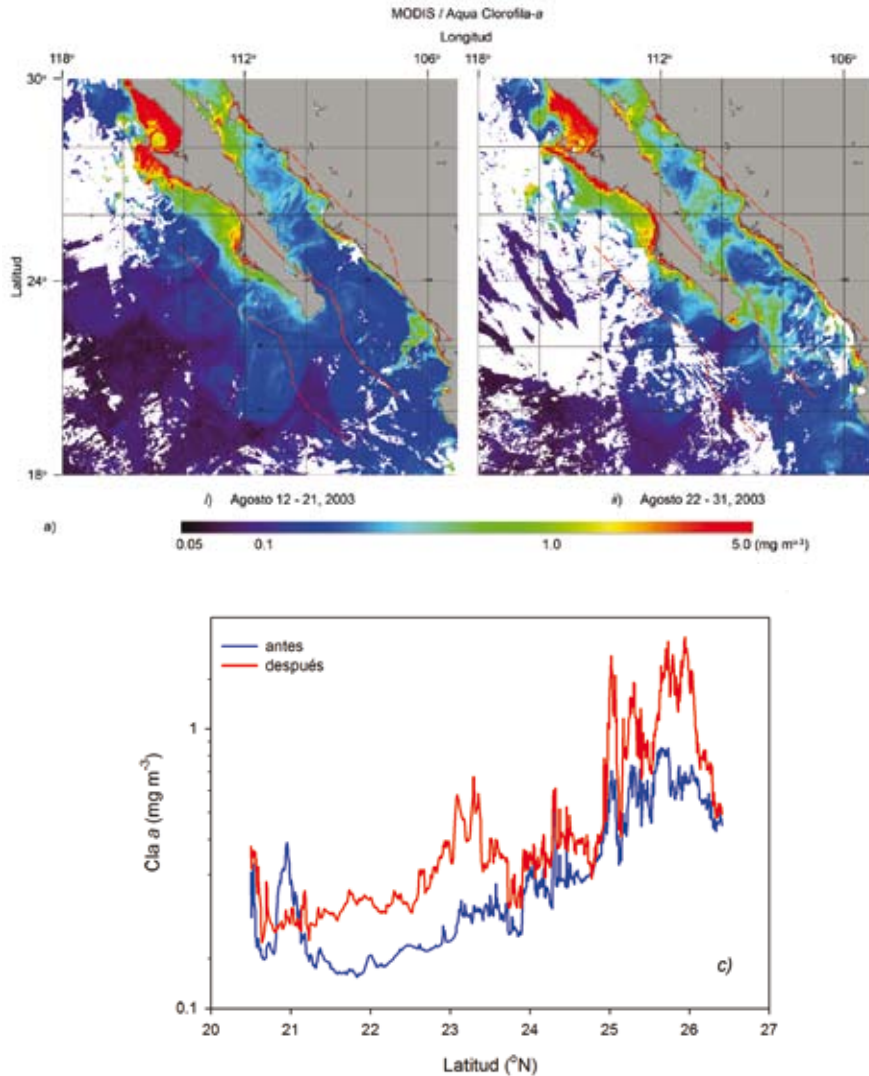 MODIS / Aqua Clorofila-a
Longitud
118° 112° 106° 118° 112° 106°
30°
Latitud
24°
18°
i) Agosto 12 - 21, 2003
ii) Agosto 22 - 31, 2003
a)
0.05 0.1 1.0 5.0 (mg m⁻³)
antes
después
1
Cla a (mg m⁻³)
c)
0.1
20 21 22 23 24 25 26 27
Latitud (°N)